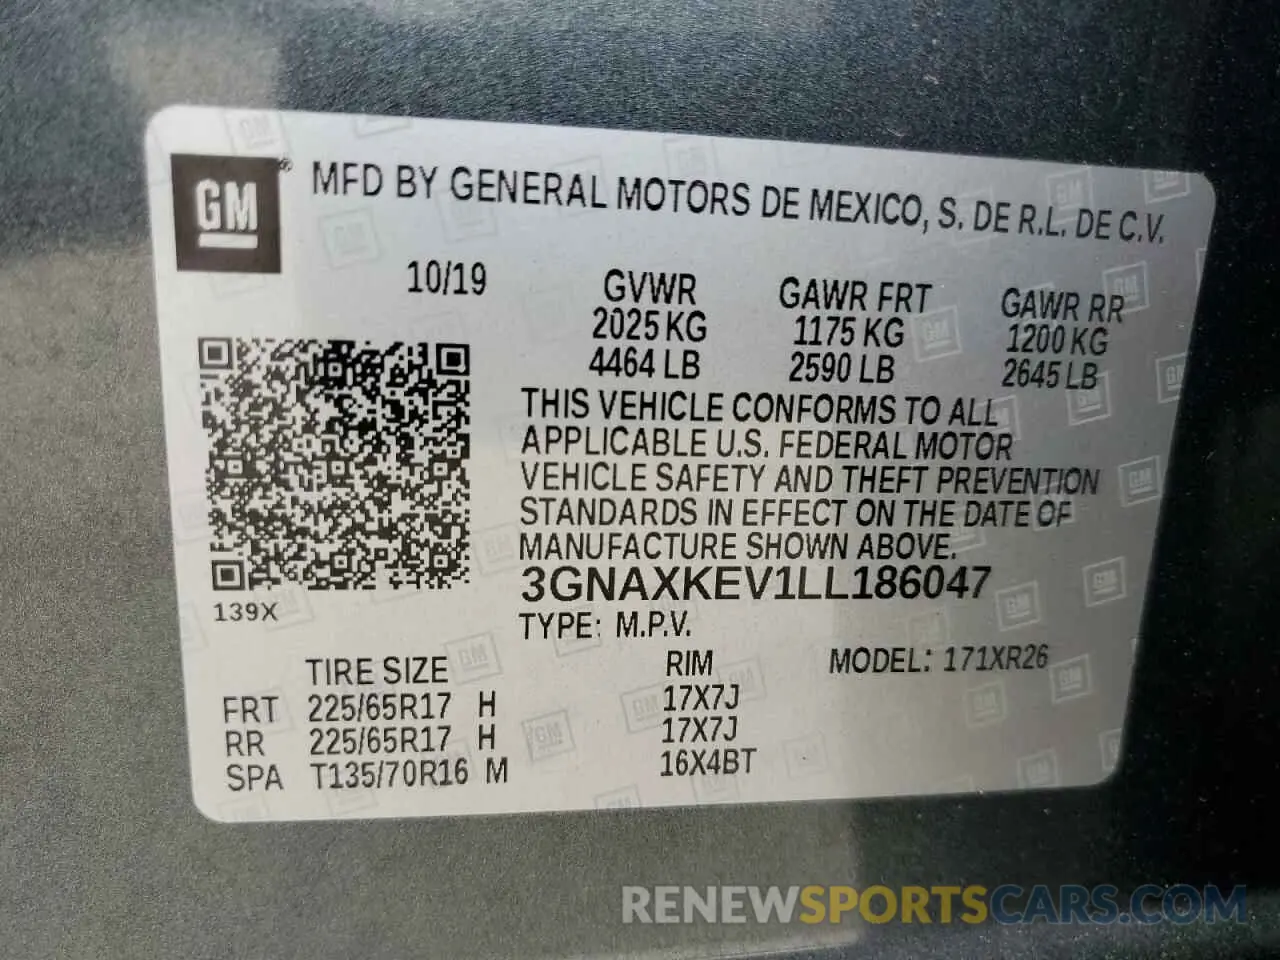 GM® MFD BY GENERAL MOTORS DE MEXICO, S. DE R.L. DE C.V.
10/19 GVWR GAWR FRT GAWR RR
2025 KG 1175 KG 1200 KG
4464 LB 2590 LB 2645 LB
THIS VEHICLE CONFORMS TO ALL
APPLICABLE U.S. FEDERAL MOTOR
VEHICLE SAFETY AND THEFT PREVENTION
STANDARDS IN EFFECT ON THE DATE OF
MANUFACTURE SHOWN ABOVE.
3GNAXKEV1LL186047
139X
TYPE: M.P.V.
TIRE SIZE RIM MODEL: 171XR26
FRT 225/65R17 H 17X7J
RR 225/65R17 H 17X7J
SPA T135/70R16 M 16X4BT
RENEWSPORTSCARS.COM